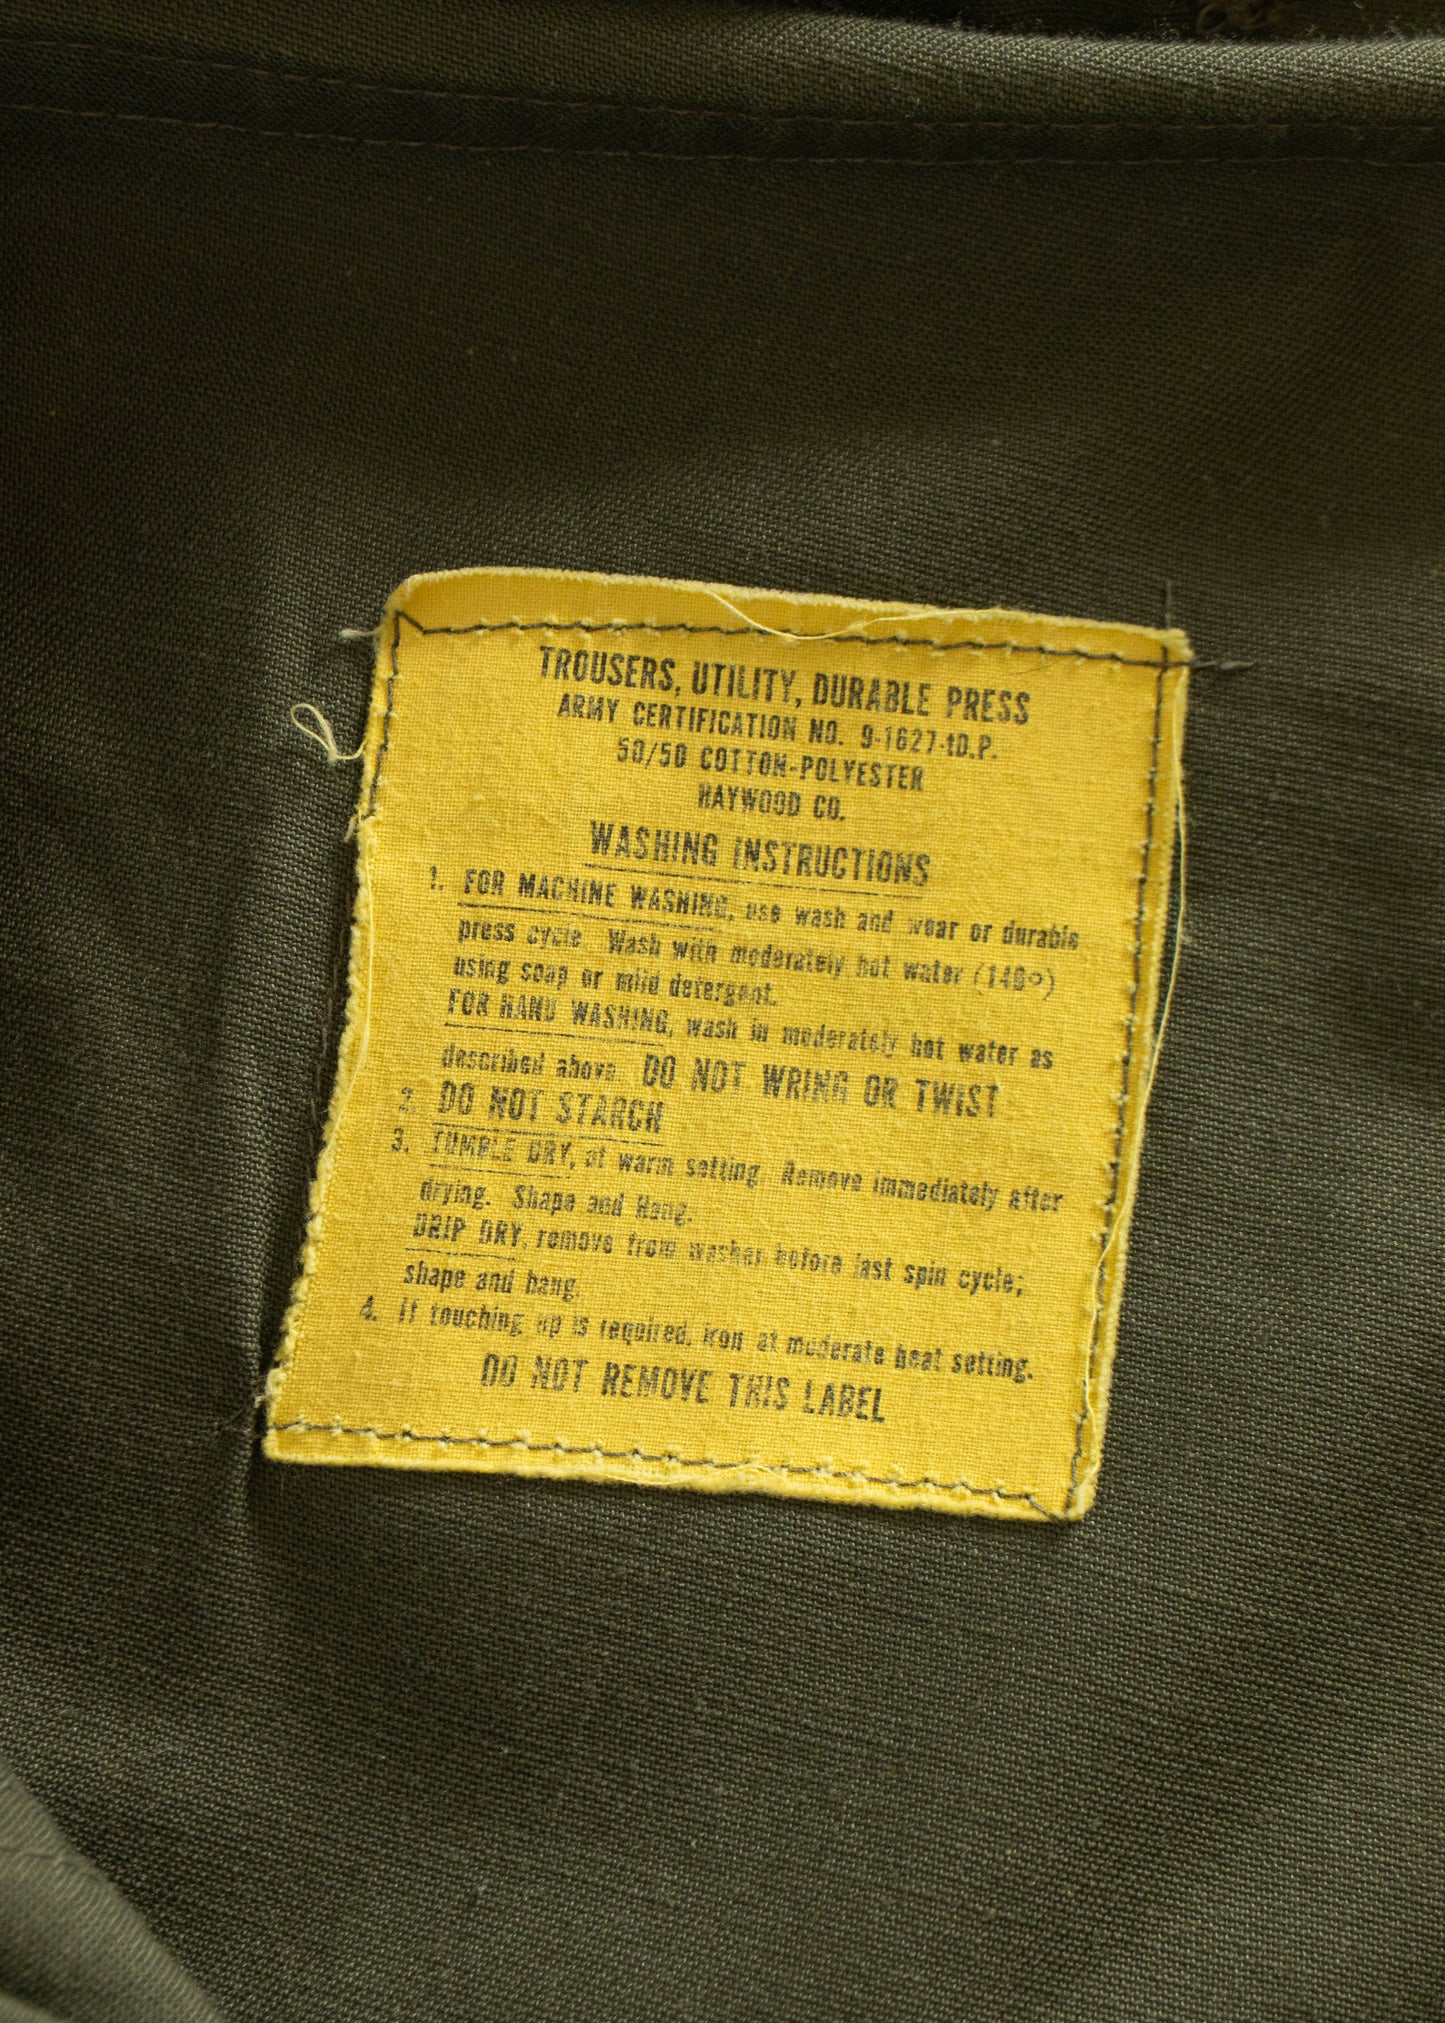 TROUSERS, UTILITY, DURABLE PRESS
ARMY CERTIFICATION NO. 9-1627-tD.P.
50/50 COTTON-POLYESTER
HAYWOOD CO.
WASHING INSTRUCTIONS
1. FOR MACHINE WASHING, use wash and wear or durable
press cycle. Wash with moderately hot water (140°)
using soap or mild detergent.
FOR HAND WASHING, wash in moderately hot water as
described above. DO NOT WRING OR TWIST
2. DO NOT STARCH
3. TUMBLE DRY, at warm setting. Remove immediately after
drying. Shape and Hang.
DRIP DRY, remove from washer before last spin cycle;
shape and hang.
4. If touching up is required, iron at moderate heat setting.
DO NOT REMOVE THIS LABEL